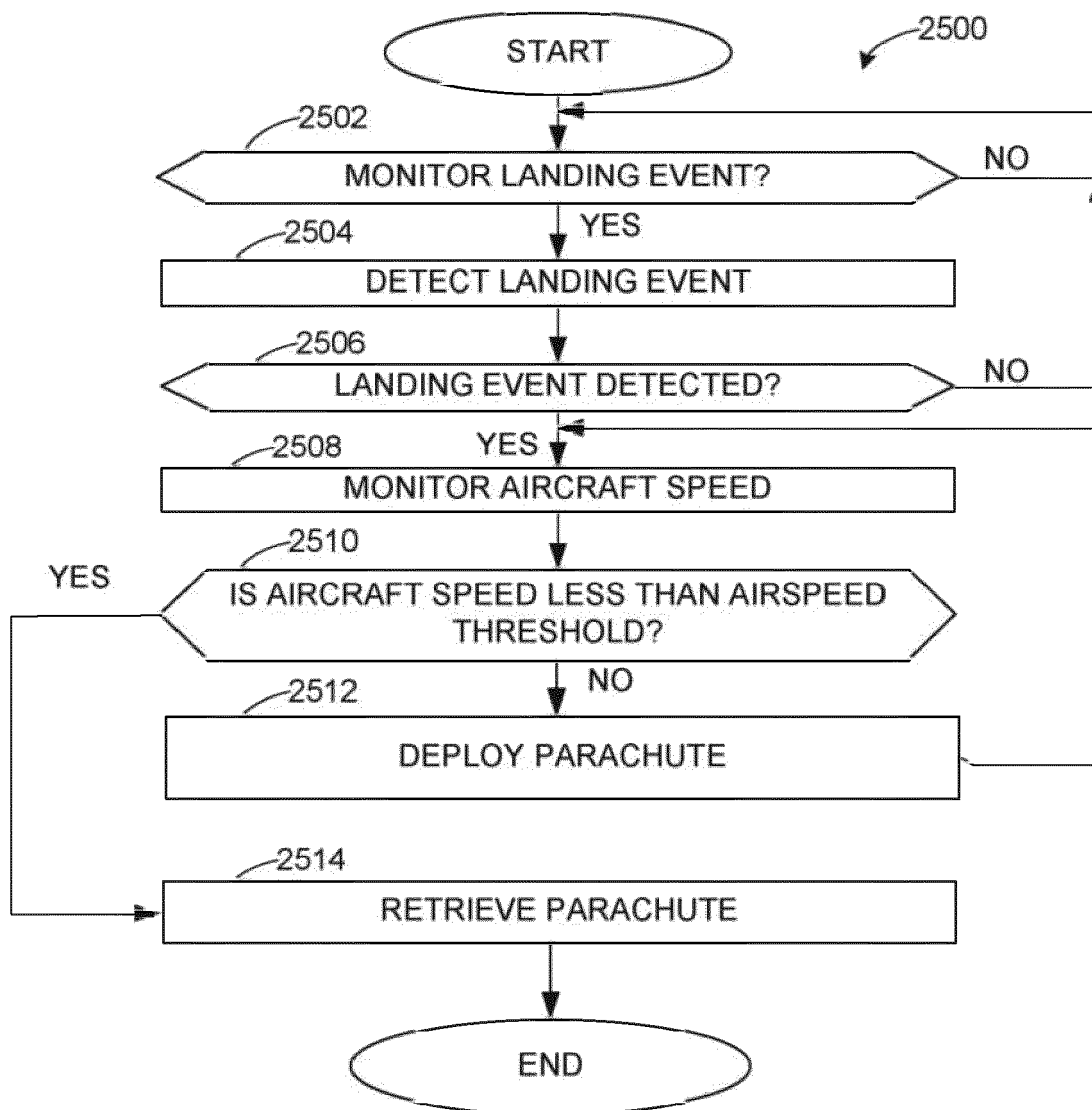 START
2500
2502
MONITOR LANDING EVENT?
NO
YES
2504
DETECT LANDING EVENT
2506
LANDING EVENT DETECTED?
NO
YES
2508
MONITOR AIRCRAFT SPEED
2510
YES
IS AIRCRAFT SPEED LESS THAN AIRSPEED
THRESHOLD?
NO
2512
DEPLOY PARACHUTE
2514
RETRIEVE PARACHUTE
END